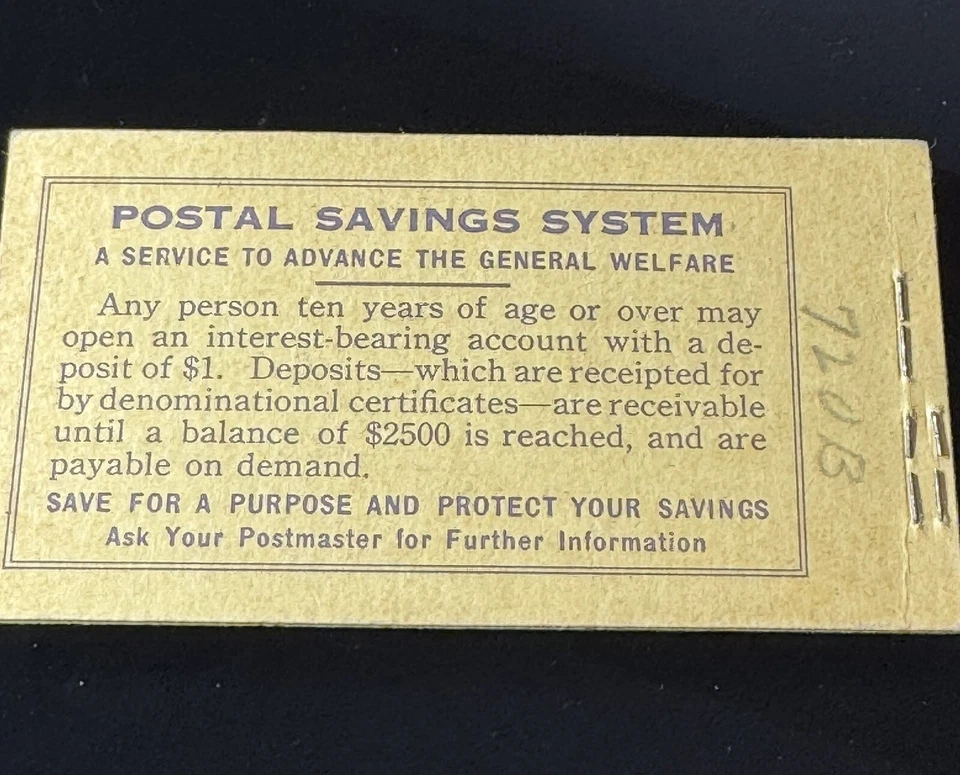 POSTAL SAVINGS SYSTEM
A SERVICE TO ADVANCE THE GENERAL WELFARE
Any person ten years of age or over may
open an interest-bearing account with a de-
posit of $1. Deposits—which are receipted for
by denominational certificates—are receivable
until a balance of $2500 is reached, and are
payable on demand.
SAVE FOR A PURPOSE AND PROTECT YOUR SAVINGS
Ask Your Postmaster for Further Information
720B